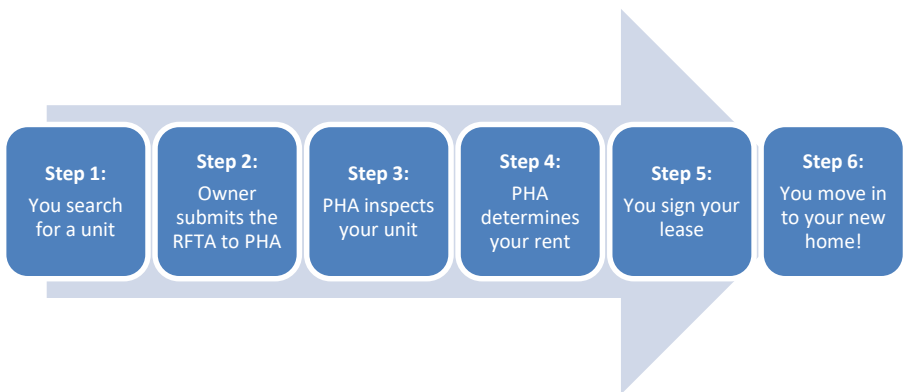 Step 1:
You search
for a unit
Step 2:
Owner
submits the
RFTA to PHA
Step 3:
PHA inspects
your unit
Step 4:
PHA
determines
your rent
Step 5:
You sign your
lease
Step 6:
You move in
to your new
home!